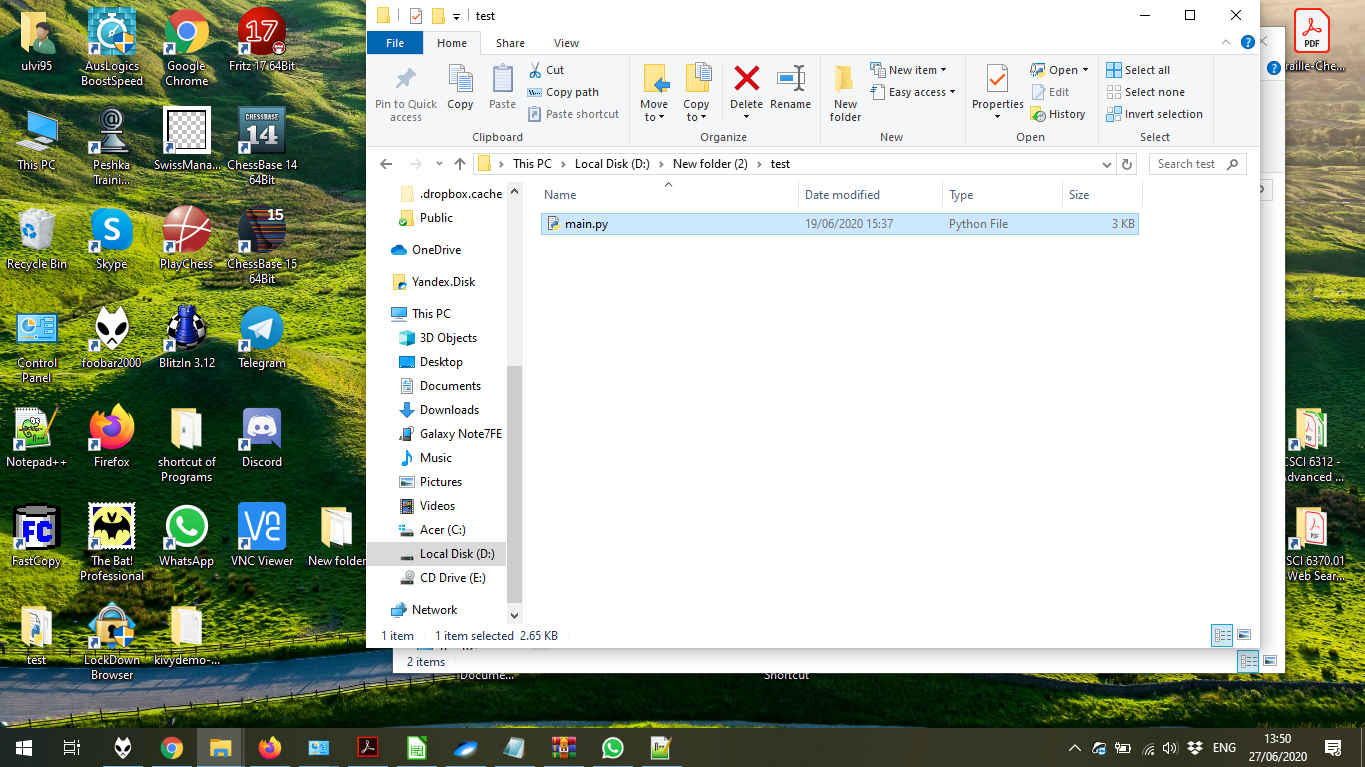 test
File
Home
Share
View
Pin to Quick
access
Copy
Paste
Cut
Copy path
Paste shortcut
Clipboard
Move
to
Copy
to
Delete
Rename
Organize
New
folder
New item
Easy access
New
Properties
Open
Edit
History
Open
Select all
Select none
Invert selection
Select
This PC
Local Disk (D:)
New folder (2)
test
Search test
Name
Date modified
Type
Size
main.py
19/06/2020 15:37
Python File
3 KB
.dropbox.cache
Public
OneDrive
Yandex.Disk
This PC
3D Objects
Desktop
Documents
Downloads
Galaxy Note7FE
Music
Pictures
Videos
Acer (C:)
Local Disk (D:)
CD Drive (E:)
Network
1 item
1 item selected 2.65 KB
2 items
Docume...
Shortcut
ulvi95
AusLogics
BoostSpeed
Google
Chrome
17
Fritz 17 64Bit
This PC
Peshka
Traini...
SwissMana...
CHESSBASE
14
ChessBase 14
64Bit
Recycle Bin
Skype
PlayChess
15
ChessBase 15
64Bit
Control
Panel
foobar2000
BlitzIn 3.12
Telegram
Notepad++
Firefox
shortcut of
Programs
Discord
FC
FastCopy
The Bat!
Professional
WhatsApp
VNC Viewer
New folder
test
LockDown
Browser
kivydemo-...
PDF
raille-Che...
CSCI 6312 -
Advanced ...
SCI 6370.01
Web Sear...
ENG
13:50
27/06/2020